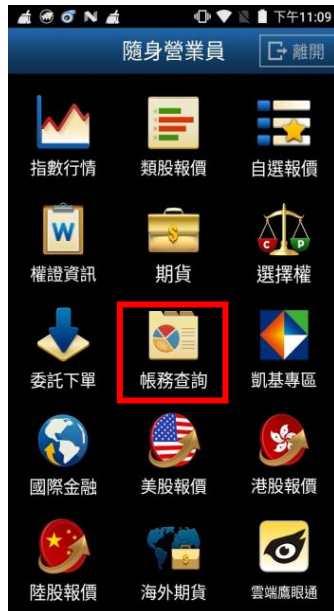 下午11:09
隨身營業員 離開
指數行情 類股報價 自選報價
W $ C P
權證資訊 期貨 選擇權
委託下單 帳務查詢 凱基專區
國際金融 美股報價 港股報價
陸股報價 海外期貨 雲端鷹眼通